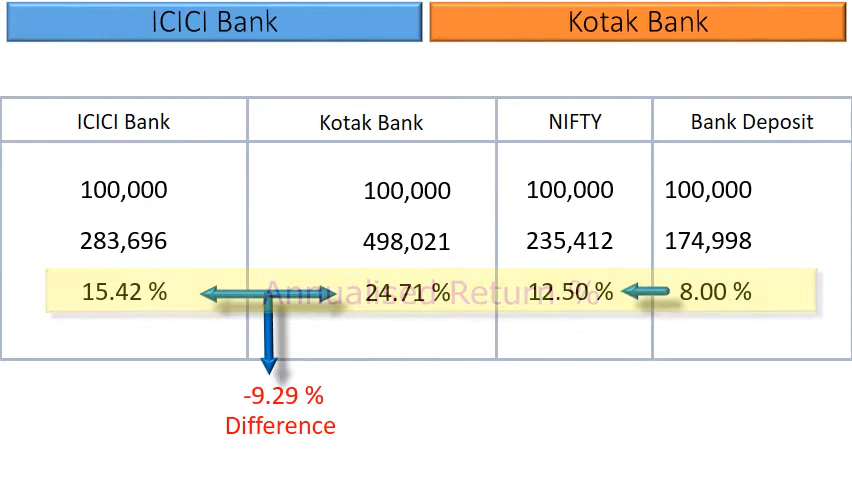 ICICI Bank Kotak Bank
ICICI Bank Kotak Bank NIFTY Bank Deposit
100,000 100,000 100,000 100,000
283,696 498,021 235,412 174,998
Annualised Return %
15.42 % 24.71 % 12.50 % 8.00 %
-9.29 %
Difference